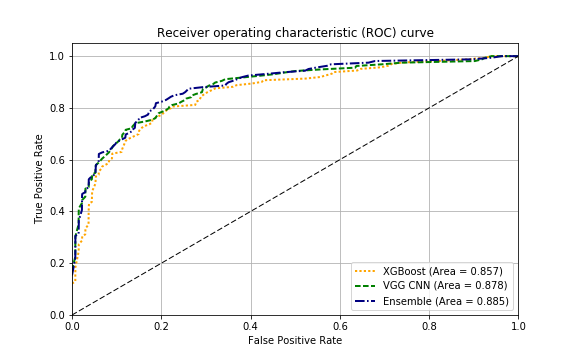 Receiver operating characteristic (ROC) curve
1.0
0.8
0.6
0.4
0.2
0.0
True Positive Rate
XGBoost (Area = 0.857)
VGG CNN (Area = 0.878)
Ensemble (Area = 0.885)
0.0 0.2 0.4 0.6 0.8 1.0
False Positive Rate